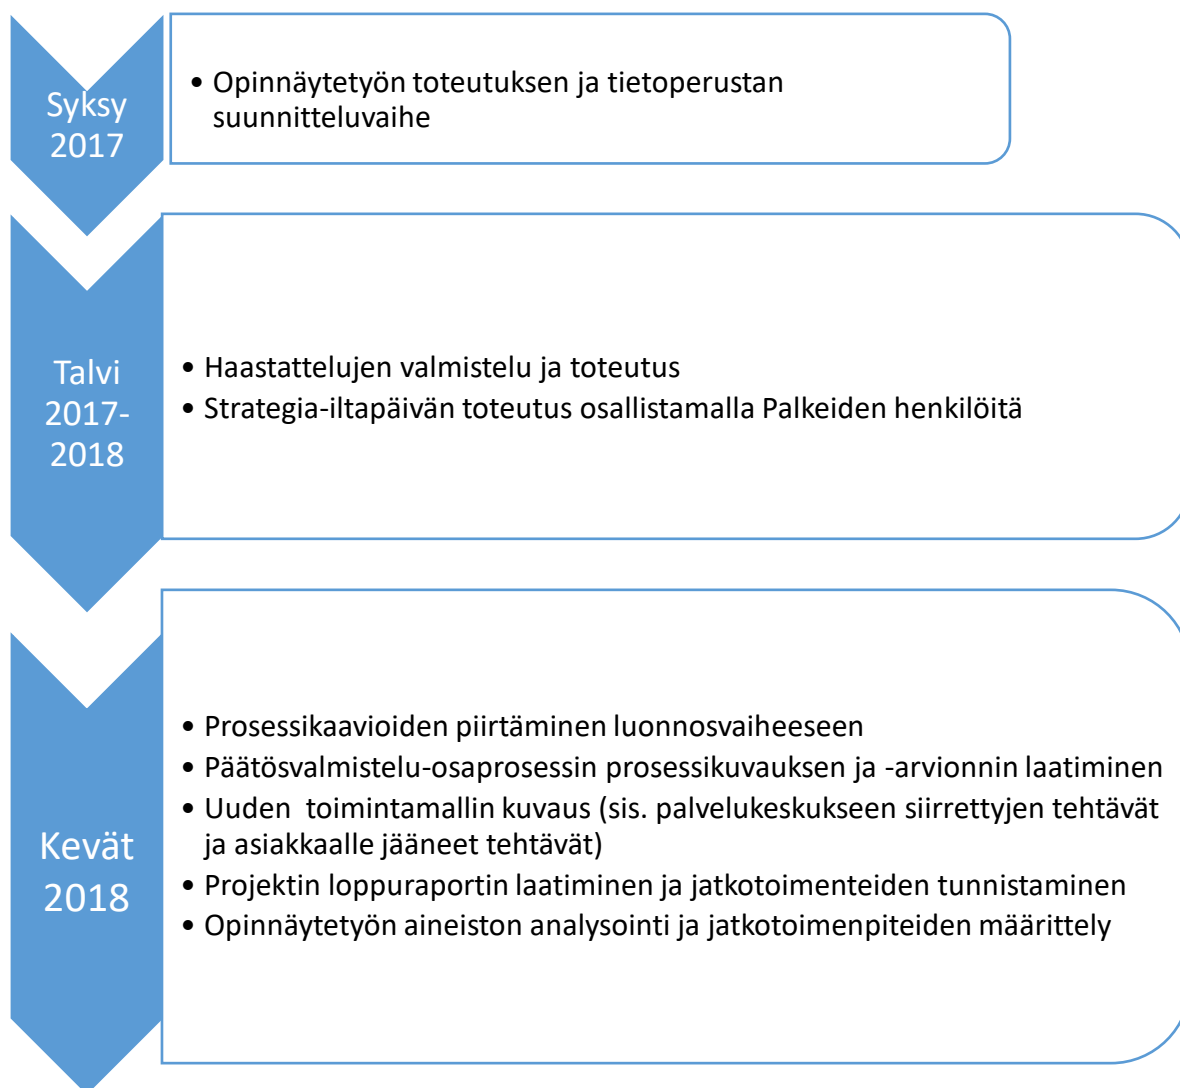 Syksy
2017
• Opinnäytetyön toteutuksen ja tietoperustan
suunnitteluvaihe
Talvi
2017-
2018
• Haastattelujen valmistelu ja toteutus
• Strategia-iltapäivän toteutus osallistamalla Palkeiden henkilöitä
Kevät
2018
• Prosessikaavioiden piirtäminen luonnosvaiheeseen
• Päätösvalmistelu-osaprosessin prosessikuvauksen ja -arvionnin laatiminen
• Uuden  toimintamallin kuvaus (sis. palvelukeskukseen siirrettyjen tehtävät
ja asiakkaalle jääneet tehtävät)
• Projektin loppuraportin laatiminen ja jatkotoimenteiden tunnistaminen
• Opinnäytetyön aineiston analysointi ja jatkotoimenpiteiden määrittely